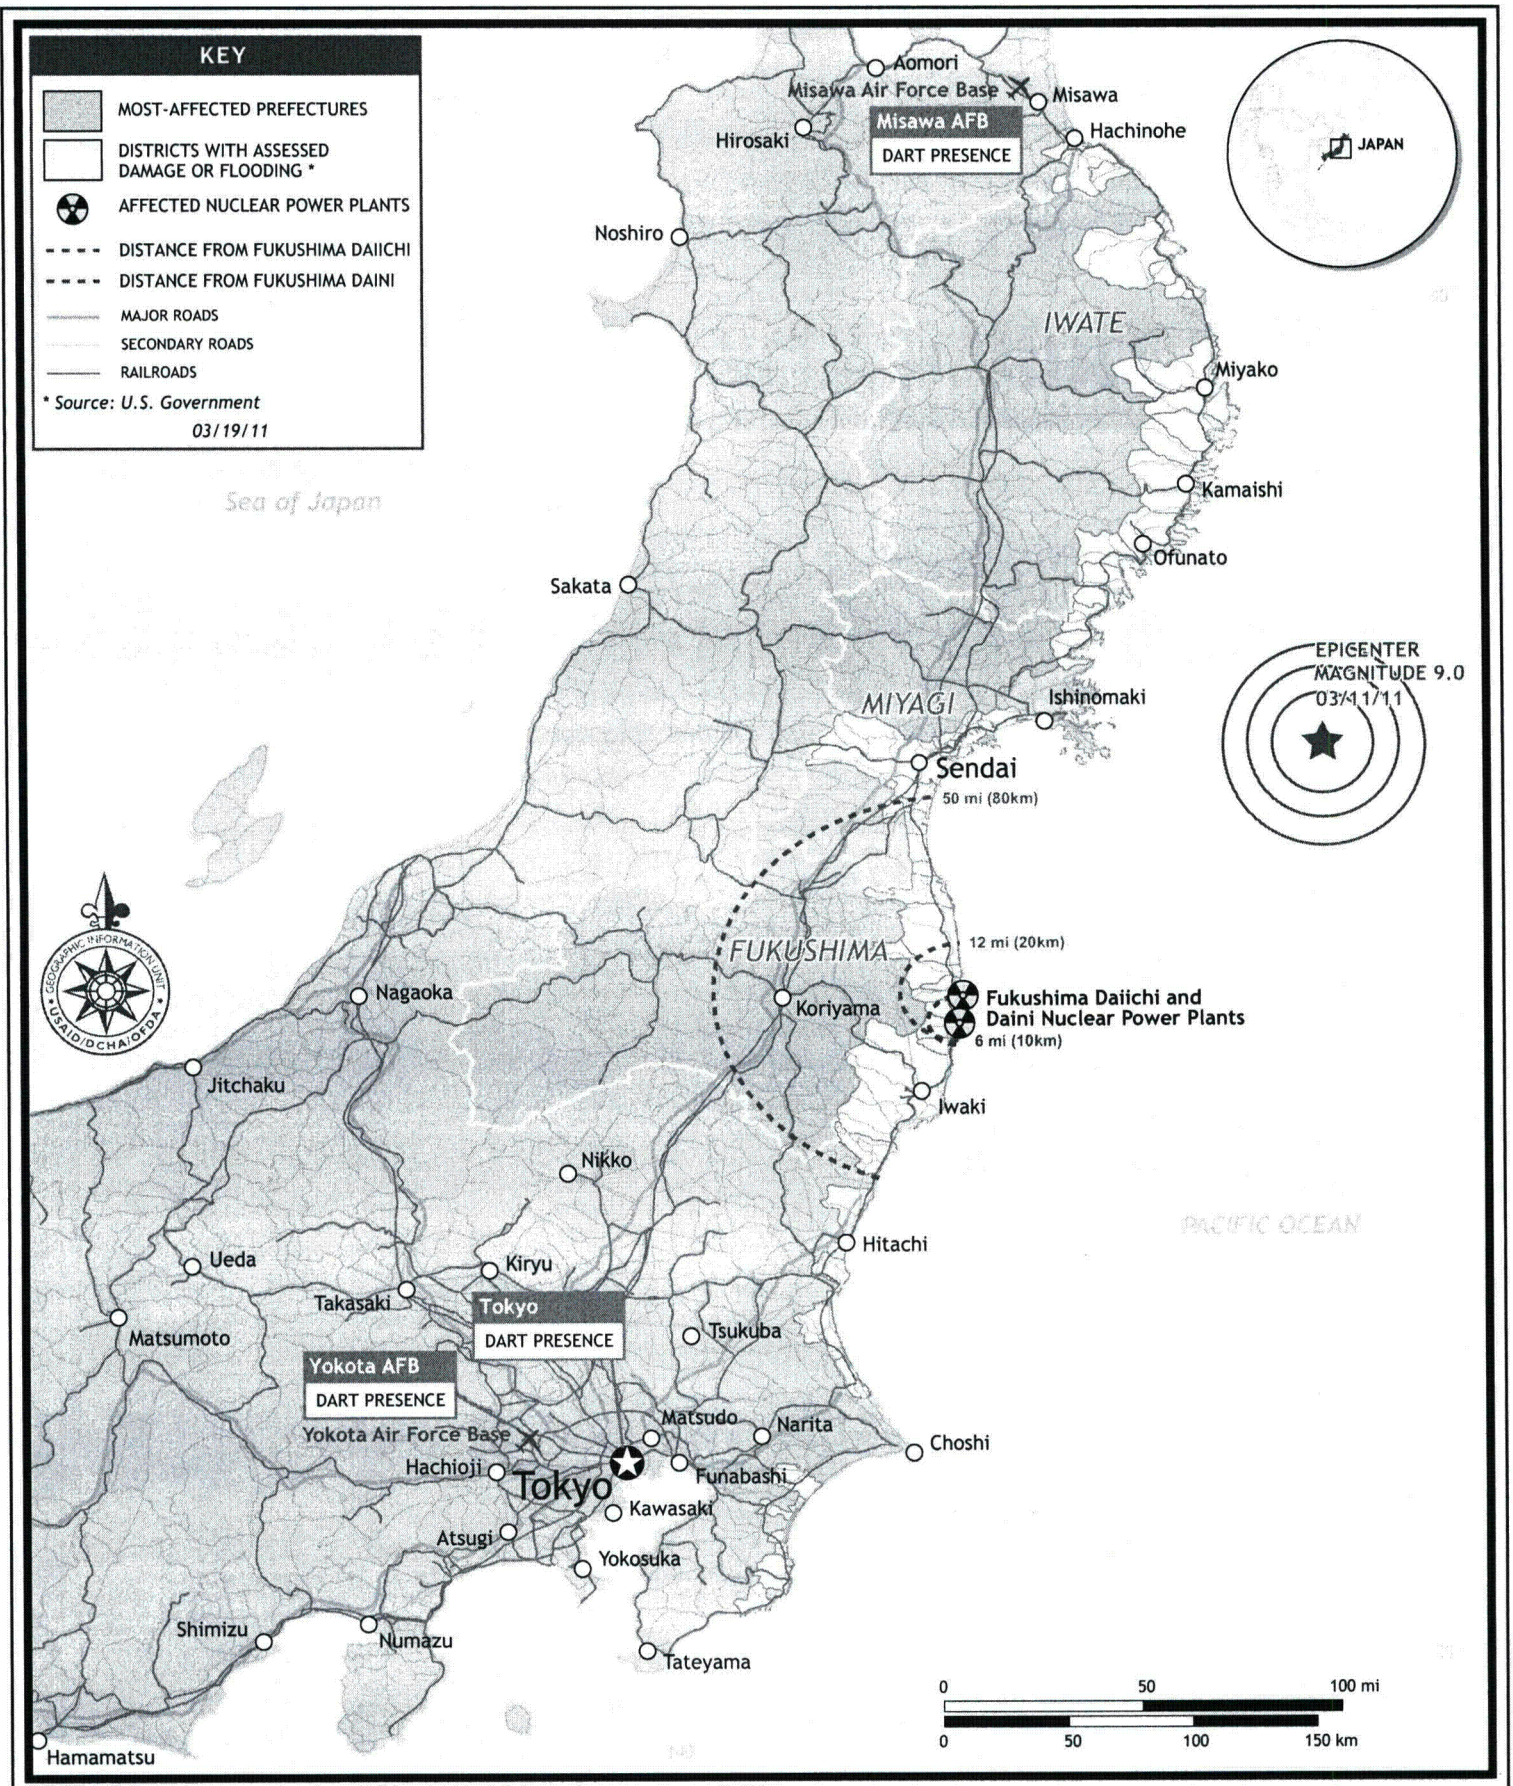 KEY
MOST-AFFECTED PREFECTURES
DISTRICTS WITH ASSESSED
DAMAGE OR FLOODING *
AFFECTED NUCLEAR POWER PLANTS
DISTANCE FROM FUKUSHIMA DAIICHI
DISTANCE FROM FUKUSHIMA DAINI
MAJOR ROADS
SECONDARY ROADS
RAILROADS
* Source: U.S. Government
03/19/11
Aomori
Misawa Air Force Base
Misawa
Misawa AFB
DART PRESENCE
Hirosaki
Hachinohe
JAPAN
Noshiro
IWATE
Miyako
Kamaishi
Sea of Japan
Ofunato
Sakata
EPICENTER
MAGNITUDE 9.0
03/11/11
MIYAGI
Ishinomaki
Sendai
50 mi (80km)
FUKUSHIMA
12 mi (20km)
GEOGRAPHIC INFORMATION UNIT
USAID/DCHA/OFDA
Nagaoka
Koriyama
Fukushima Daiichi and
Daini Nuclear Power Plants
6 mi (10km)
Jitchaku
Iwaki
Nikko
PACIFIC OCEAN
Hitachi
Ueda
Kiryu
Takasaki
Tokyo
DART PRESENCE
Tsukuba
Matsumoto
Yokota AFB
DART PRESENCE
Yokota Air Force Base
Matsudo
Narita
Choshi
Hachioji
Tokyo
Funabashi
Kawasaki
Atsugi
Yokosuka
Shimizu
Numazu
Tateyama
0 50 100 mi
0 50 100 150 km
Hamamatsu